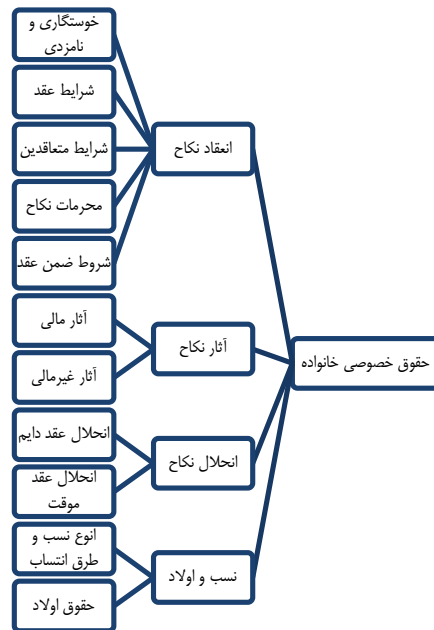 حقوق خصوصی خانواده
انعقاد نکاح
خوستگاری و
نامزدی
شرایط عقد
شرایط متعاقدین
محرمات نکاح
شروط ضمن عقد
آثار نکاح
آثار مالی
آثار غیرمالی
انحلال نکاح
انحلال عقد دایم
انحلال عقد
موقت
نسب و اولاد
انوع نسب و
طرق انتساب
حقوق اولاد